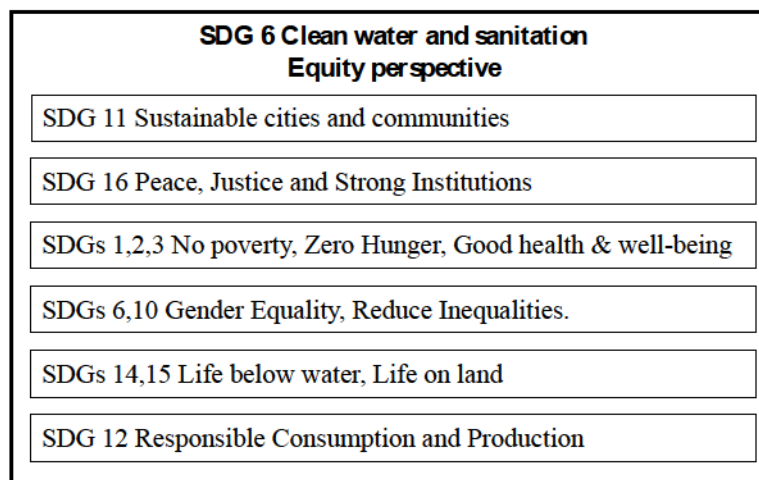 SDG 6 Clean water and sanitation
Equity perspective
SDG 11 Sustainable cities and communities
SDG 16 Peace, Justice and Strong Institutions
SDGs 1,2,3 No poverty, Zero Hunger, Good health & well-being
SDGs 6,10 Gender Equality, Reduce Inequalities.
SDGs 14,15 Life below water, Life on land
SDG 12 Responsible Consumption and Production